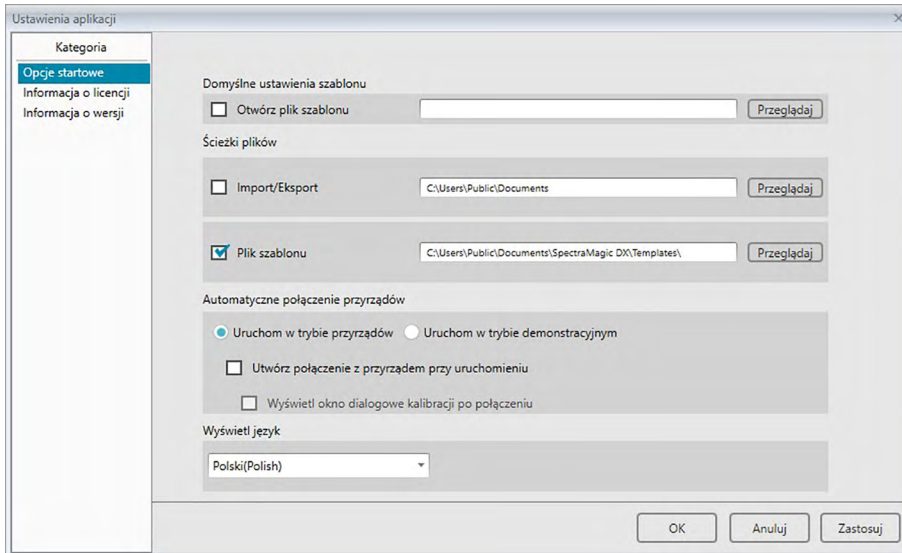 Ustawienia aplikacji
Kategoria
Opcje startowe
Informacja o licencji
Informacja o wersji
Domyślne ustawienia szablonu
Otwórz plik szablonu
Przeglądaj
Ścieżki plików
Import/Eksport
C:\Users\Public\Documents
Przeglądaj
Plik szablonu
C:\Users\Public\Documents\SpectraMagic DX\Templates\
Przeglądaj
Automatyczne połączenie przyrządów
Uruchom w trybie przyrządów
Uruchom w trybie demonstracyjnym
Utwórz połączenie z przyrządem przy uruchomieniu
Wyświetl okno dialogowe kalibracji po połączeniu
Wyświetl język
Polski(Polish)
OK
Anuluj
Zastosuj